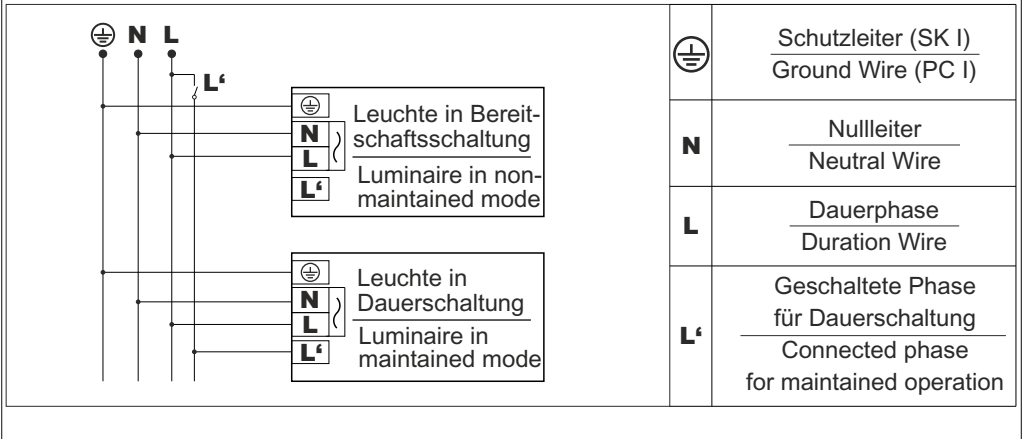 N L
L‘
Leuchte in Bereit-
schaftsschaltung
Luminaire in non-
maintained mode
N
L
L‘
Leuchte in
Dauerschaltung
Luminaire in
maintained mode
N
L
L‘
Schutzleiter (SK I)
Ground Wire (PC I)
N
Nullleiter
Neutral Wire
L
Dauerphase
Duration Wire
L‘
Geschaltete Phase
für Dauerschaltung
Connected phase
for maintained operation